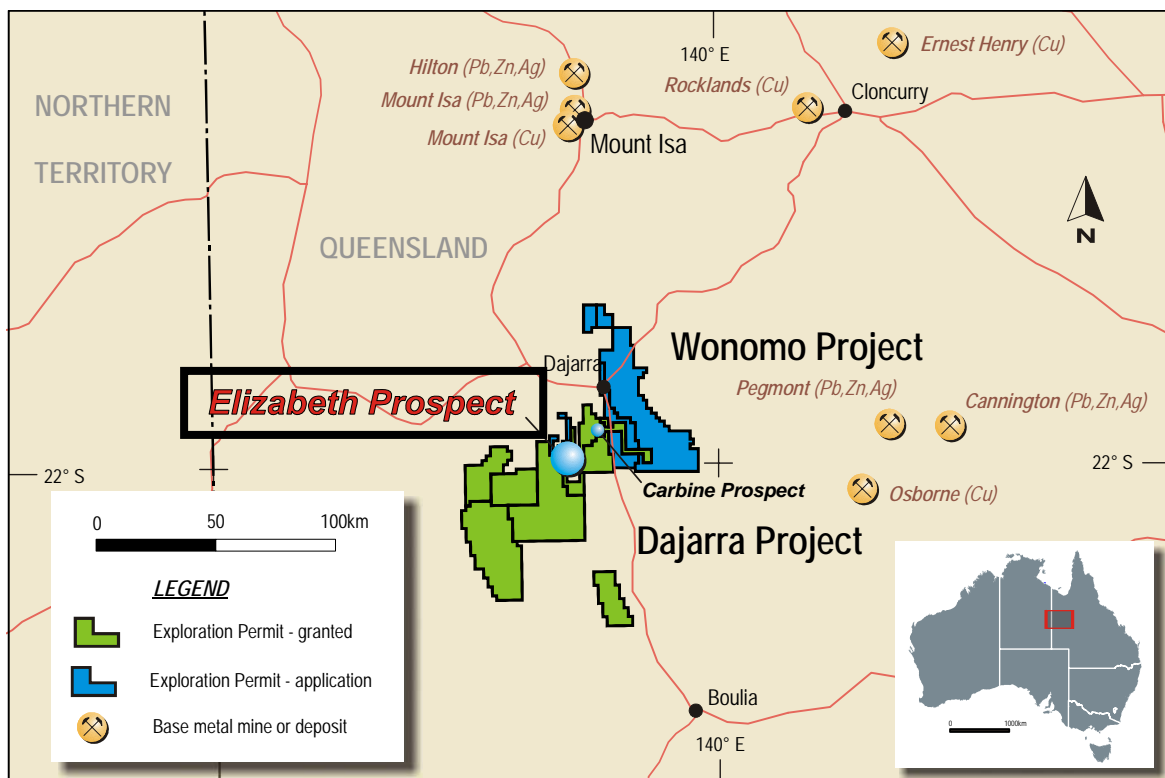 140° E
Ernest Henry (Cu)
Hilton (Pb,Zn,Ag)
Rocklands (Cu)
Cloncurry
NORTHERN
TERRITORY
Mount Isa (Pb,Zn,Ag)
Mount Isa (Cu)
Mount Isa
N
QUEENSLAND
Wonomo Project
Dajarra
Pegmont (Pb,Zn,Ag)
Cannington (Pb,Zn,Ag)
Elizabeth Prospect
22° S
22° S
Carbine Prospect
Osborne (Cu)
Dajarra Project
0 50 100km
LEGEND
Exploration Permit - granted
Exploration Permit - application
Base metal mine or deposit
Boulia
140° E
0 1000km